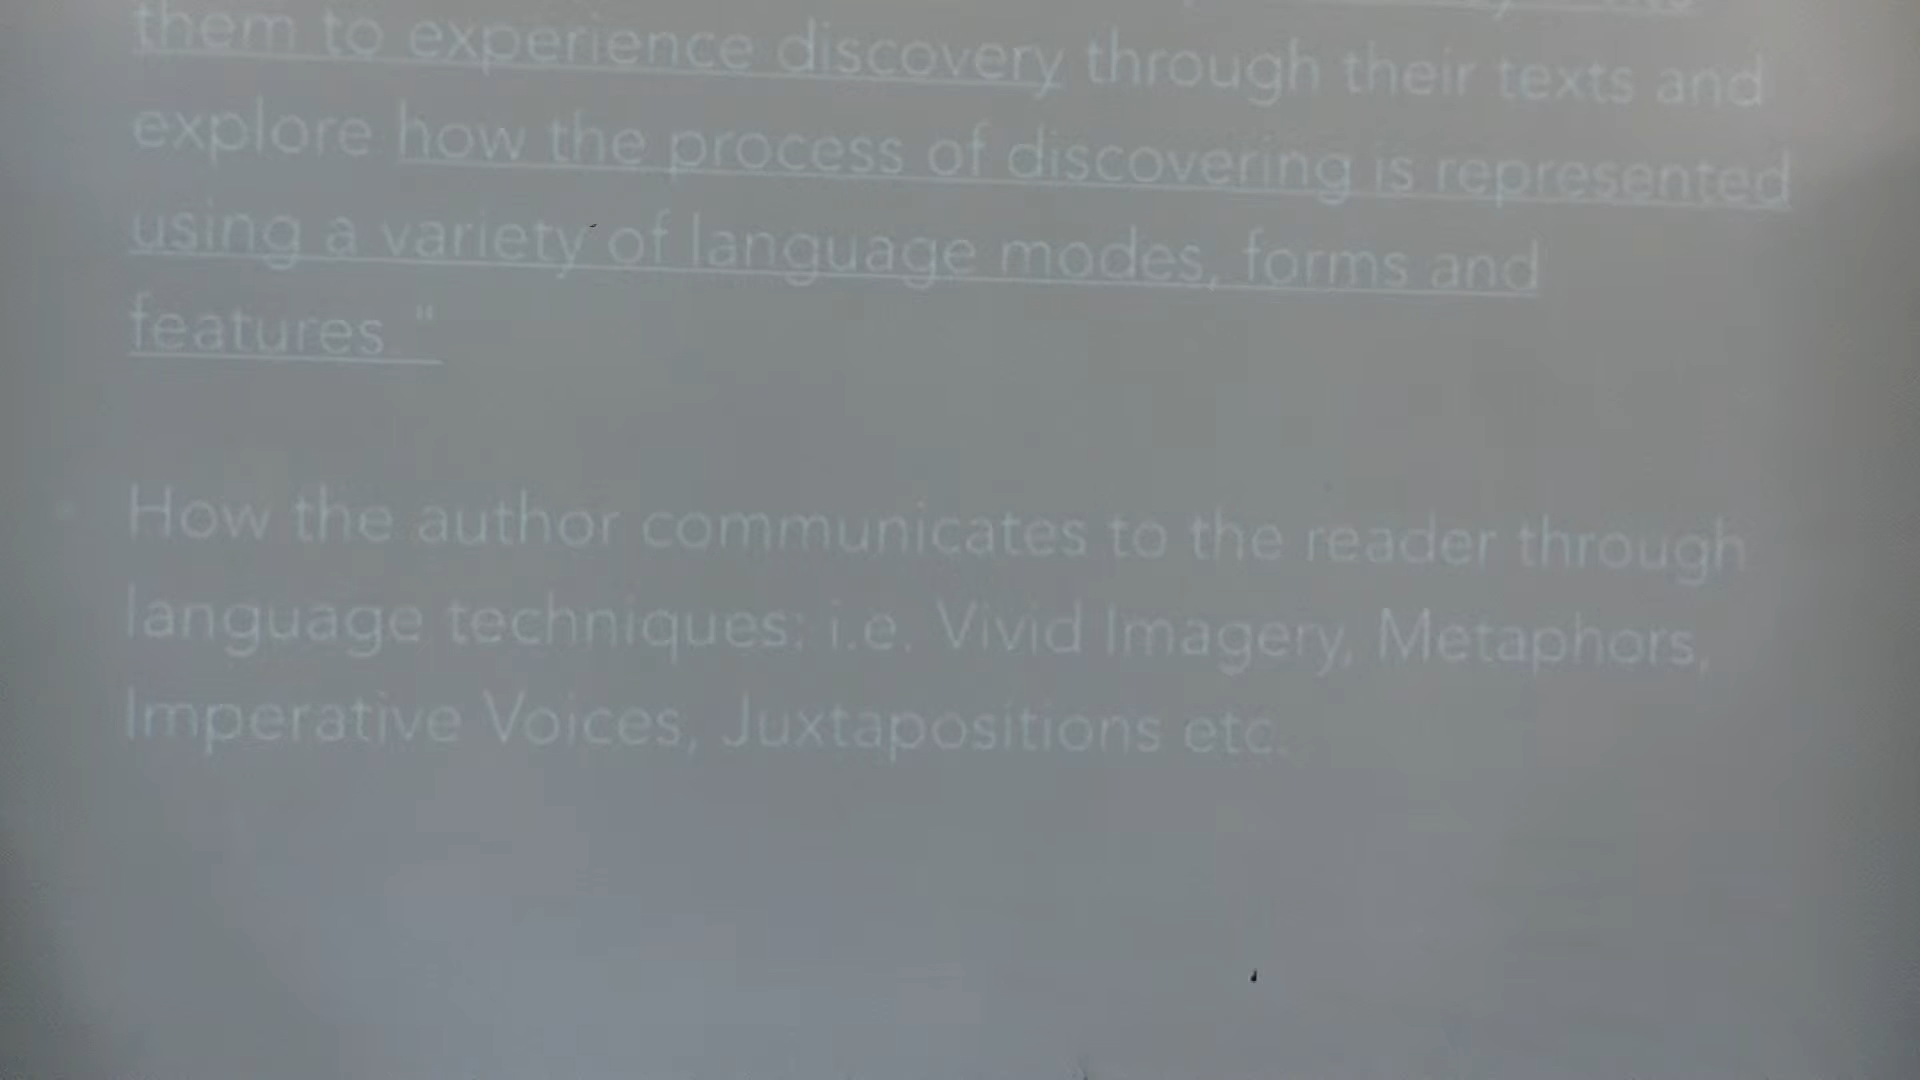 them to experience discovery through their texts and
explore how the process of discovering is represented
using a variety of language modes, forms and
features "
How the author communicates to the reader through
language techniques: i.e. Vivid Imagery, Metaphors,
Imperative Voices, Juxtapositions etc.